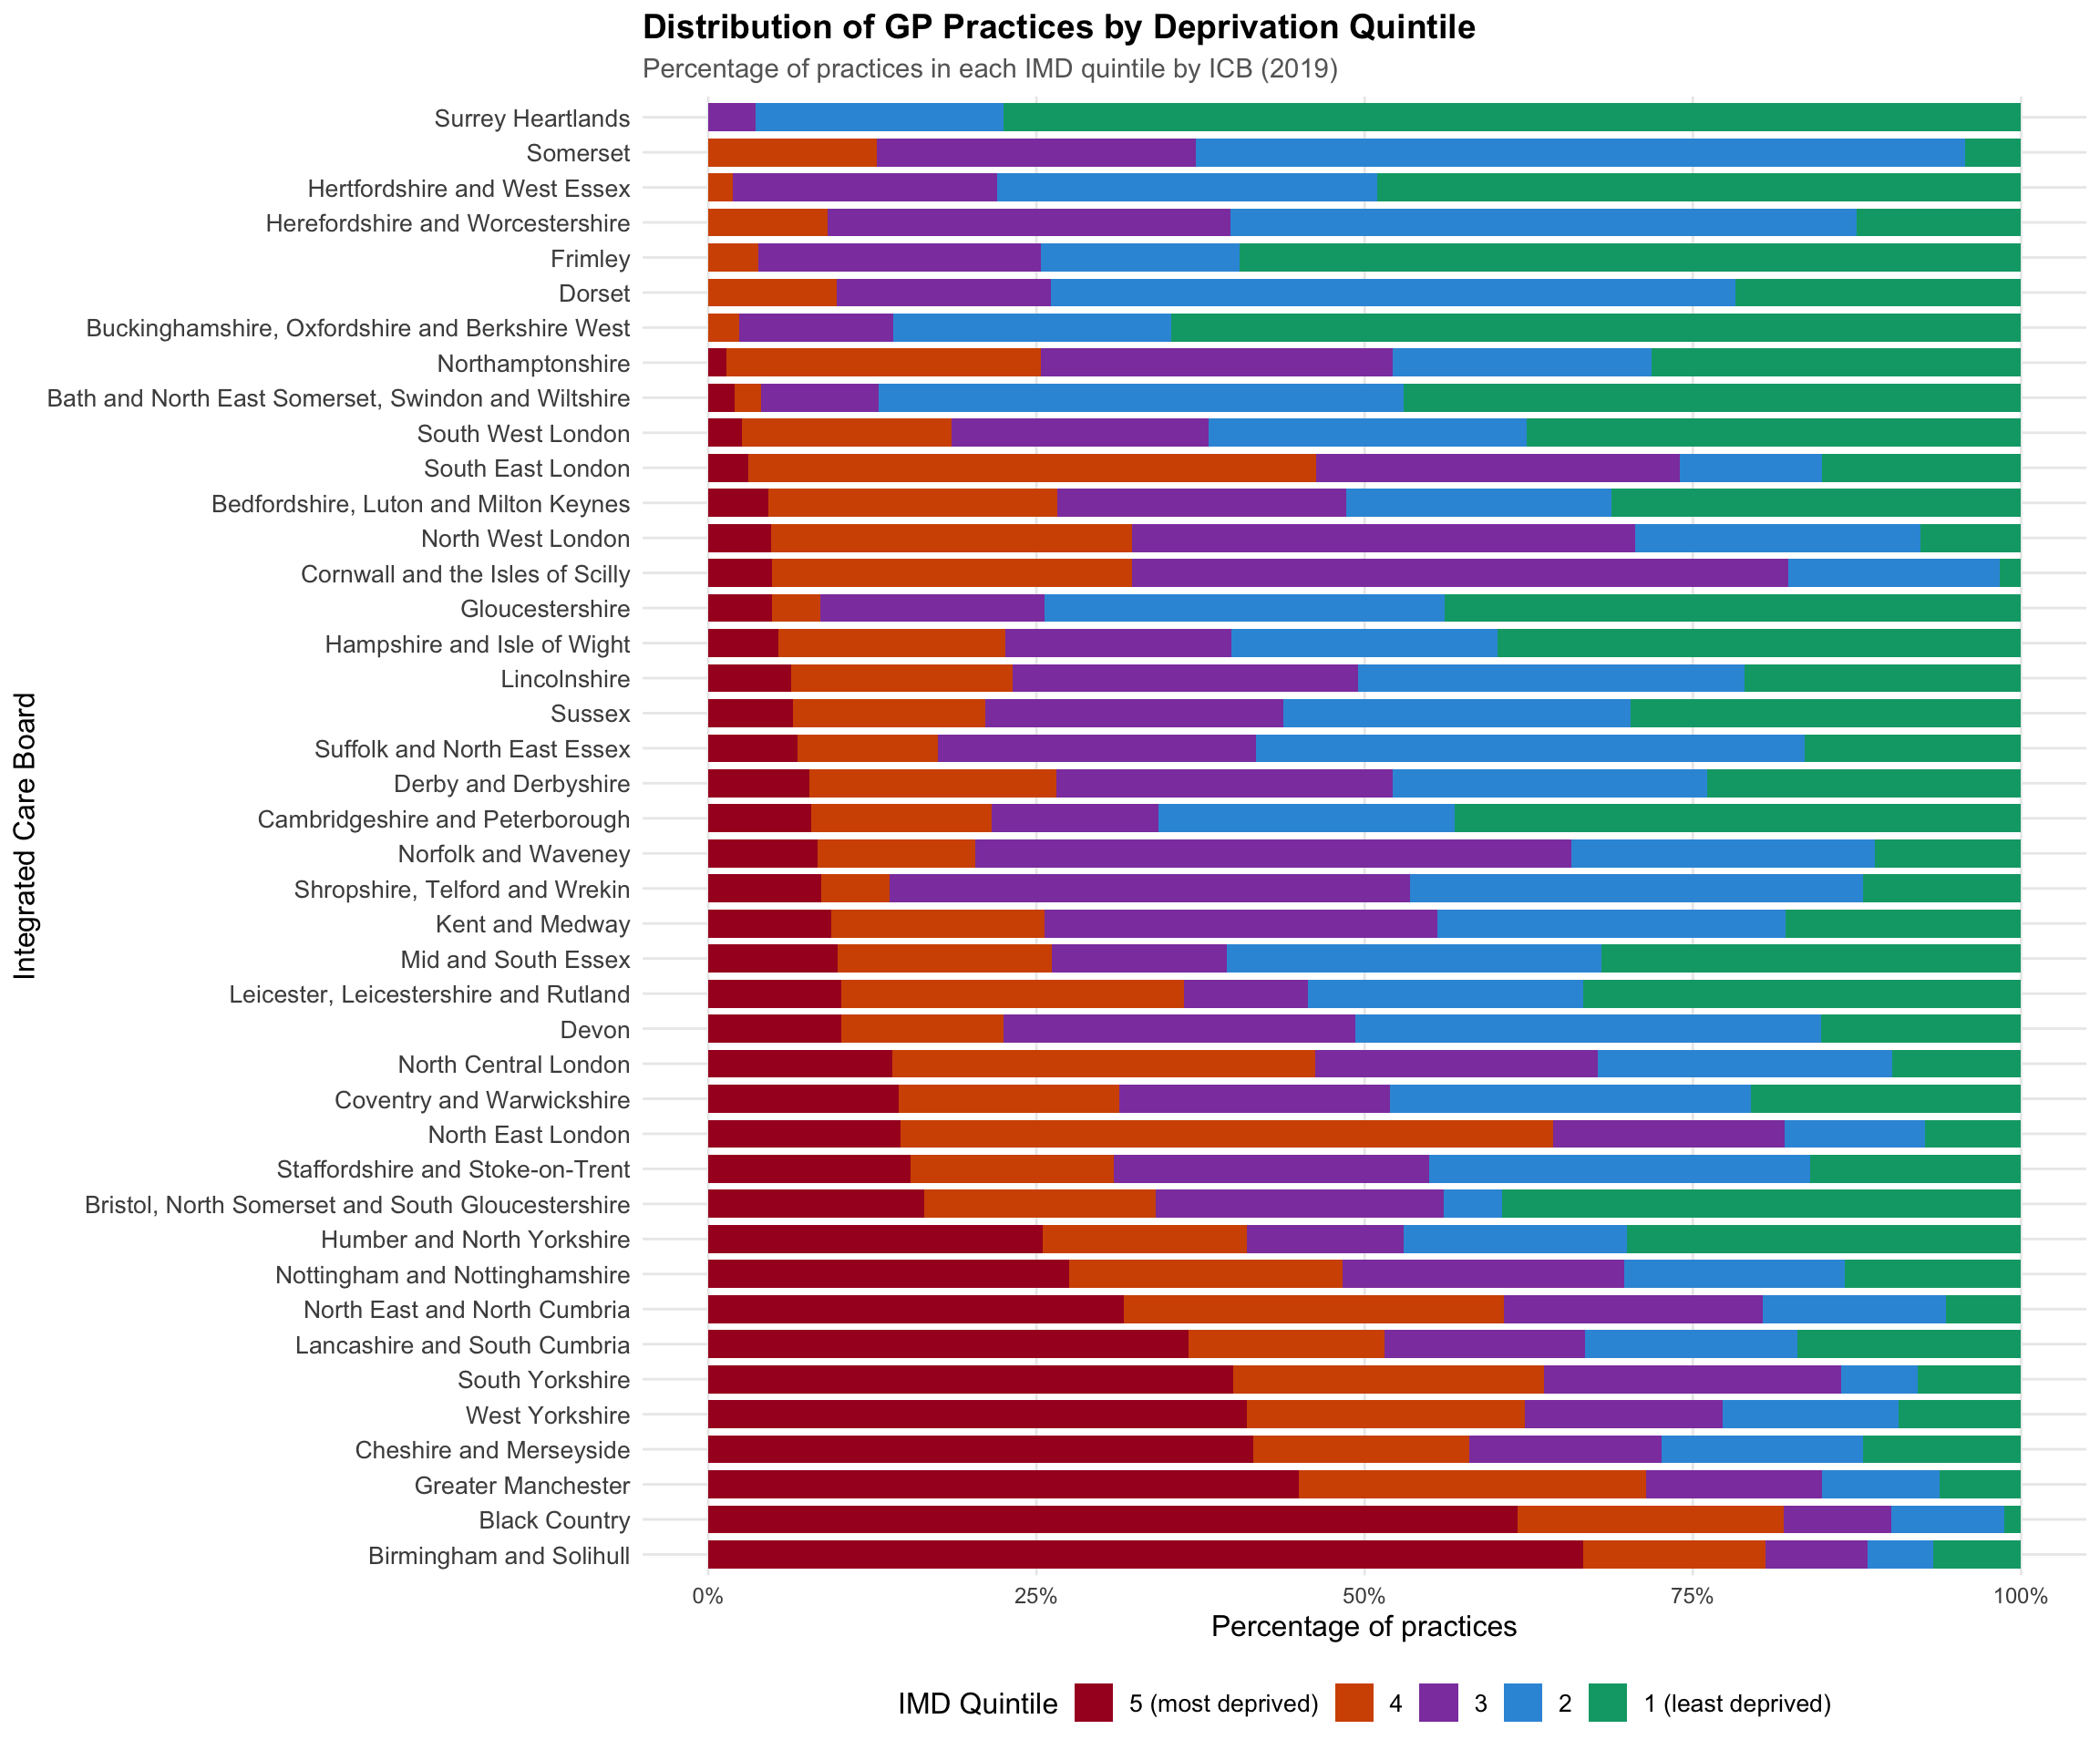 Distribution of GP Practices by Deprivation Quintile
Percentage of practices in each IMD quintile by ICB (2019)
Integrated Care Board
Surrey Heartlands
Somerset
Hertfordshire and West Essex
Herefordshire and Worcestershire
Frimley
Dorset
Buckinghamshire, Oxfordshire and Berkshire West
Northamptonshire
Bath and North East Somerset, Swindon and Wiltshire
South West London
South East London
Bedfordshire, Luton and Milton Keynes
North West London
Cornwall and the Isles of Scilly
Gloucestershire
Hampshire and Isle of Wight
Lincolnshire
Sussex
Suffolk and North East Essex
Derby and Derbyshire
Cambridgeshire and Peterborough
Norfolk and Waveney
Shropshire, Telford and Wrekin
Kent and Medway
Mid and South Essex
Leicester, Leicestershire and Rutland
Devon
North Central London
Coventry and Warwickshire
North East London
Staffordshire and Stoke-on-Trent
Bristol, North Somerset and South Gloucestershire
Humber and North Yorkshire
Nottingham and Nottinghamshire
North East and North Cumbria
Lancashire and South Cumbria
South Yorkshire
West Yorkshire
Cheshire and Merseyside
Greater Manchester
Black Country
Birmingham and Solihull
0% 25% 50% 75% 100%
Percentage of practices
IMD Quintile 5 (most deprived) 4 3 2 1 (least deprived)